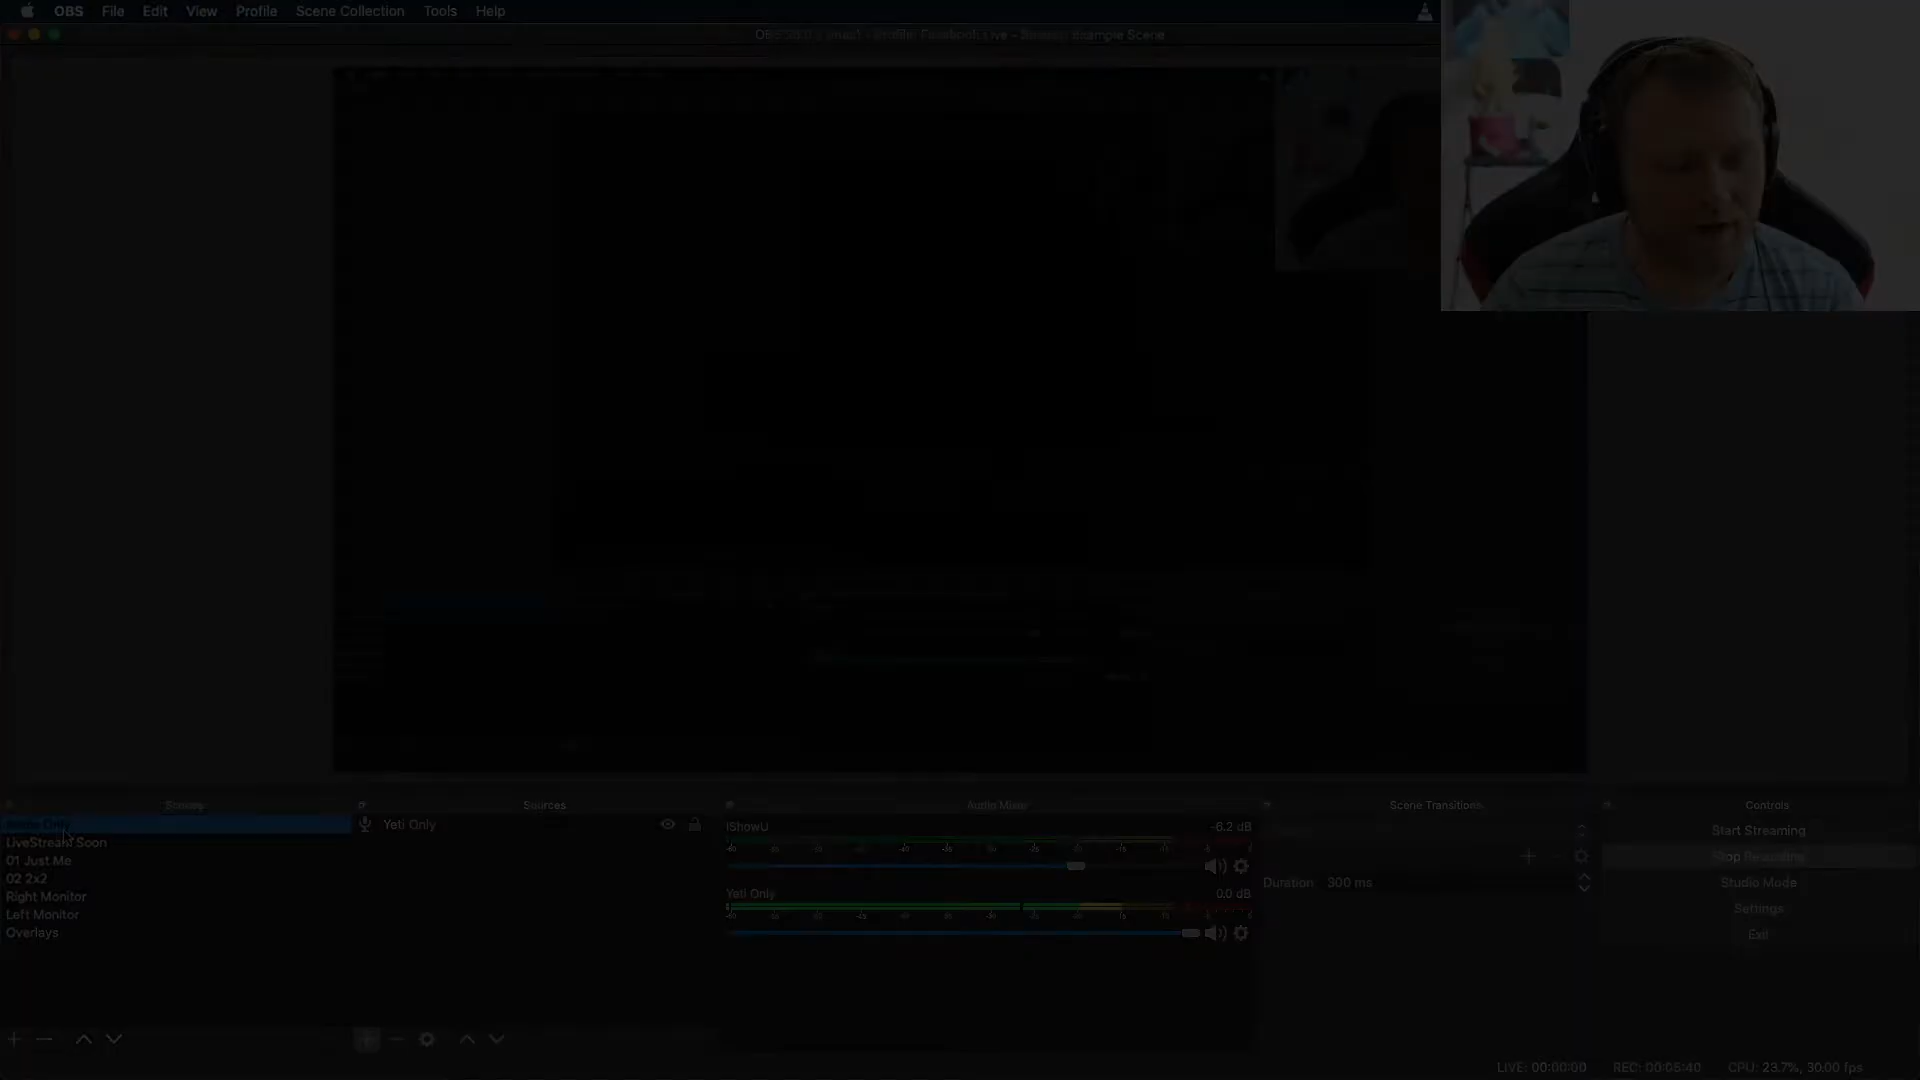 OBS File Edit View Profile Scene Collection Tools Help
Scene
Scenes Sources Audio Mixer Scene Transitions Controls
LiveStream Soon
01 Just Me
02 2x2
Right Monitor
Left Monitor
Overlays
Yeti Only
iShowU -6.2 dB
Yeti Only 0.0 dB
Duration 300 ms
Start Streaming
Stop Recording
Studio Mode
Settings
Exit
LIVE: 00:00:00 REC: 00:05:40 CPU: 23.7%, 30.00 fps